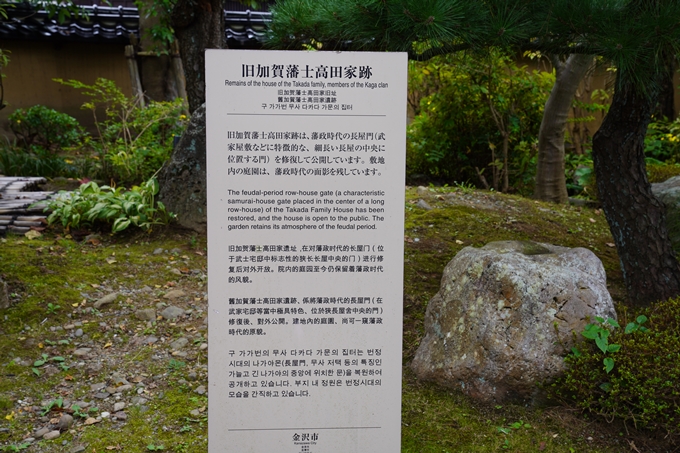 旧加賀藩士高田家跡
Remains of the house of the Takada family, members of the Kaga clan
旧加贺藩士高田家旧址
舊加賀藩士高田家遺跡
구 가가번의 무사 다카다 가문의 집터
旧加賀藩士高田家跡は、藩政時代の長屋門（武
家屋敷などに特徴的な、細長い長屋の中央に
位置する門）を修復して公開しています。敷地
内の庭園は、藩政時代の面影を残しています。
The feudal-period row-house gate (a characteristic
samurai-house gate placed in the center of a long
row-house) of the Takada Family House has been
restored, and the house is open to the public. The
garden retains the atmosphere of the feudal period.
旧加贺藩士高田家遗址，在对藩政时代的长屋门（位
于武士宅邸中标志性的狭长长屋中央的门）进行修
复后对外开放。院内的庭园至今仍保留着藩政时代
的风貌。
舊加賀藩士高田家遺跡，係將藩政時代的長屋門（在
武家宅邸等中極具特色、位於狹長屋舍中央的門）
修復後，對外公開。建地內的庭園，尚可一窺藩政
時代的原貌。
구 가가번의 무사 다카다 가문의 집터는 번정
시대의 나가야몬(長屋門, 무사 저택 등의 특징인
가늘고 긴 나가야의 중앙에 위치한 문)을 복원하여
공개하고 있습니다. 부지 내 정원은 번정시대의
모습을 간직하고 있습니다.
金沢市
Kanazawa City